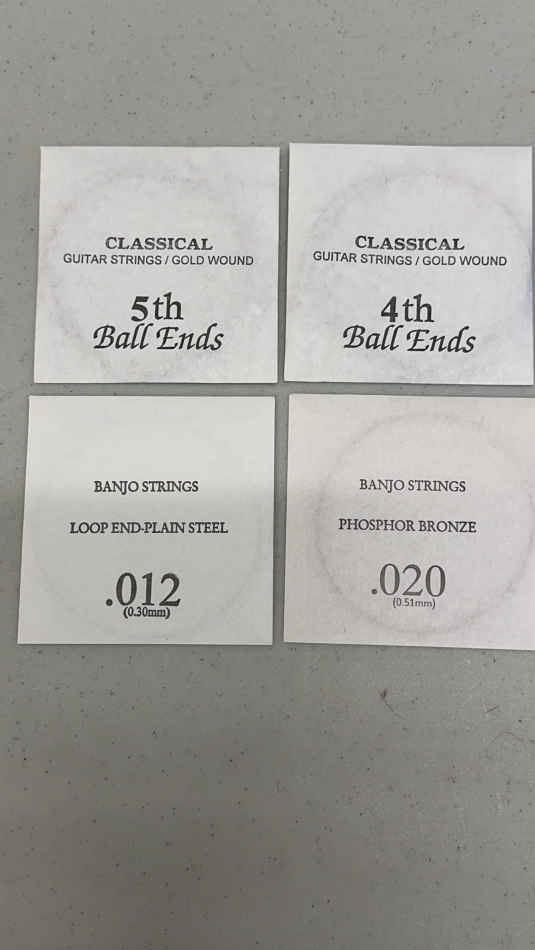 CLASSICAL
GUITAR STRINGS / GOLD WOUND
5th
Ball Ends
CLASSICAL
GUITAR STRINGS / GOLD WOUND
4th
Ball Ends
BANJO STRINGS
LOOP END-PLAIN STEEL
.012
(0.30mm)
BANJO STRINGS
PHOSPHOR BRONZE
.020
(0.51mm)